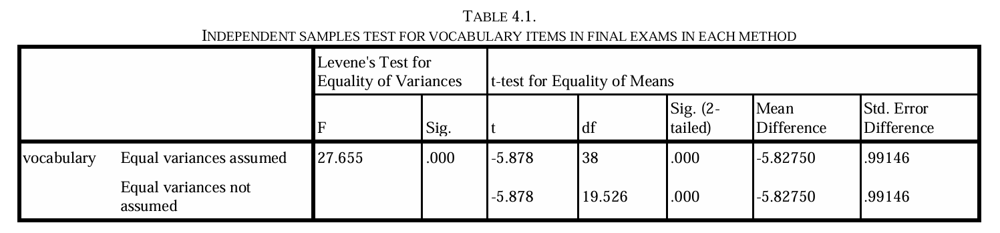 TABLE 4.1.
INDEPENDENT SAMPLES TEST FOR VOCABULARY ITEMS IN FINAL EXAMS IN EACH METHOD
Levene's Test for
Equality of Variances
t-test for Equality of Means
F
Sig.
t
df
Sig. (2-
tailed)
Mean
Difference
Std. Error
Difference
vocabulary Equal variances assumed 27.655 .000 -5.878 38 .000 -5.82750 .99146
Equal variances not
assumed
-5.878 19.526 .000 -5.82750 .99146